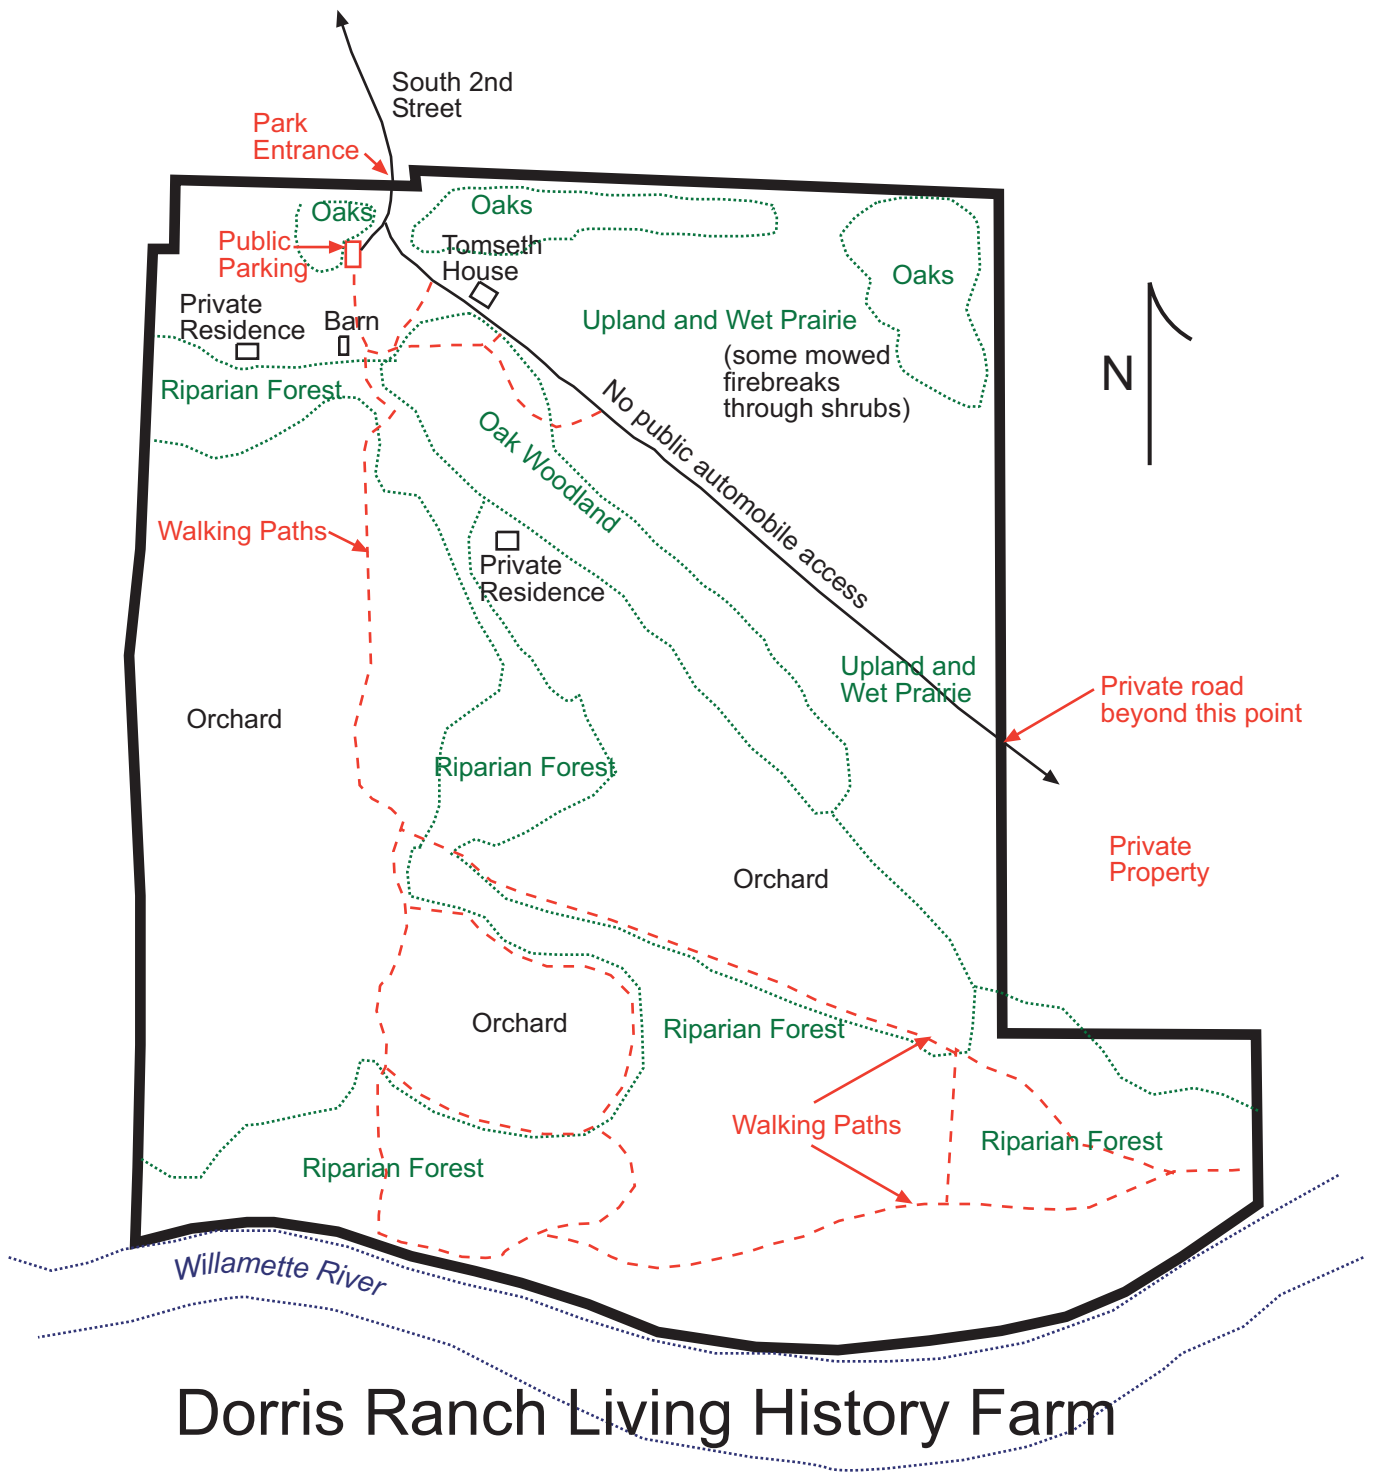 South 2nd
Street
Park
Entrance
Oaks
Oaks
Public
Parking
Tomseth
House
Oaks
Private
Residence
Barn
Upland and Wet Prairie
(some mowed
firebreaks
through shrubs)
N
Riparian Forest
No public automobile access
Oak Woodland
Walking Paths
Private
Residence
Upland and
Wet Prairie
Private road
beyond this point
Orchard
Riparian Forest
Private
Property
Orchard
Orchard
Riparian Forest
Walking Paths
Riparian Forest
Riparian Forest
Willamette River
Dorris Ranch Living History Farm